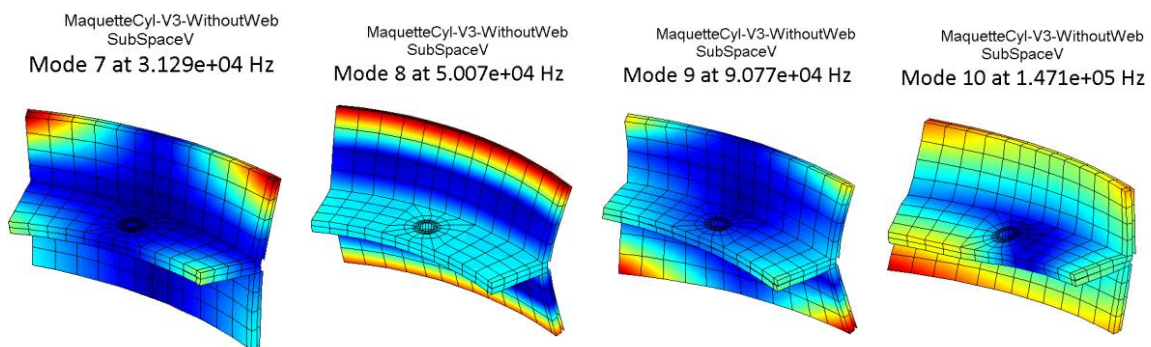 MaquetteCyl-V3-WithoutWeb
SubSpaceV
Mode 7 at 3.129e+04 Hz
MaquetteCyl-V3-WithoutWeb
SubSpaceV
Mode 8 at 5.007e+04 Hz
MaquetteCyl-V3-WithoutWeb
SubSpaceV
Mode 9 at 9.077e+04 Hz
MaquetteCyl-V3-WithoutWeb
SubSpaceV
Mode 10 at 1.471e+05 Hz